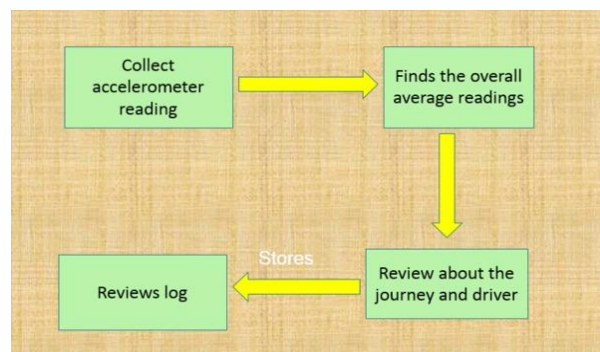 Collect
accelerometer
reading
Finds the overall
average readings
Review about the
journey and driver
Stores
Reviews log